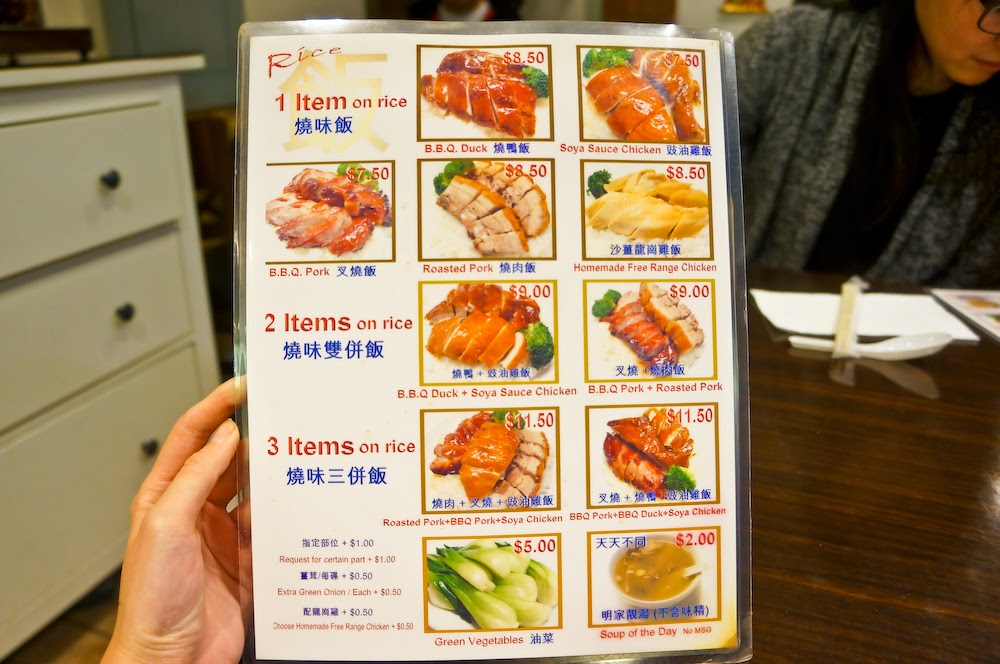 Rice
飯
1 Item on rice
燒味飯
$8.50
B.B.Q. Duck 燒鴨飯
$7.50
Soya Sauce Chicken 豉油雞飯
$7.50
B.B.Q. Pork 叉燒飯
$8.50
Roasted Pork 燒肉飯
$8.50
沙薑龍崗雞飯
Homemade Free Range Chicken
2 Items on rice
燒味雙併飯
$9.00
燒鴨 + 豉油雞飯
B.B.Q Duck + Soya Sauce Chicken
$9.00
叉燒 + 燒肉飯
B.B.Q Pork + Roasted Pork
3 Items on rice
燒味三併飯
$11.50
燒肉 + 叉燒 + 豉油雞飯
Roasted Pork+BBQ Pork+Soya Chicken
$11.50
叉燒 + 燒鴨 + 豉油雞飯
BBQ Pork+BBQ Duck+Soya Chicken
指定部位 + $1.00
Request for certain part + $1.00
薑茸/每碟 + $0.50
Extra Green Onion / Each + $0.50
配龍崗雞 + $0.50
Choose Homemade Free Range Chicken + $0.50
$5.00
Green Vegetables 油菜
天天不同
$2.00
明家靚湯 (不含味精)
Soup of the Day No MSG